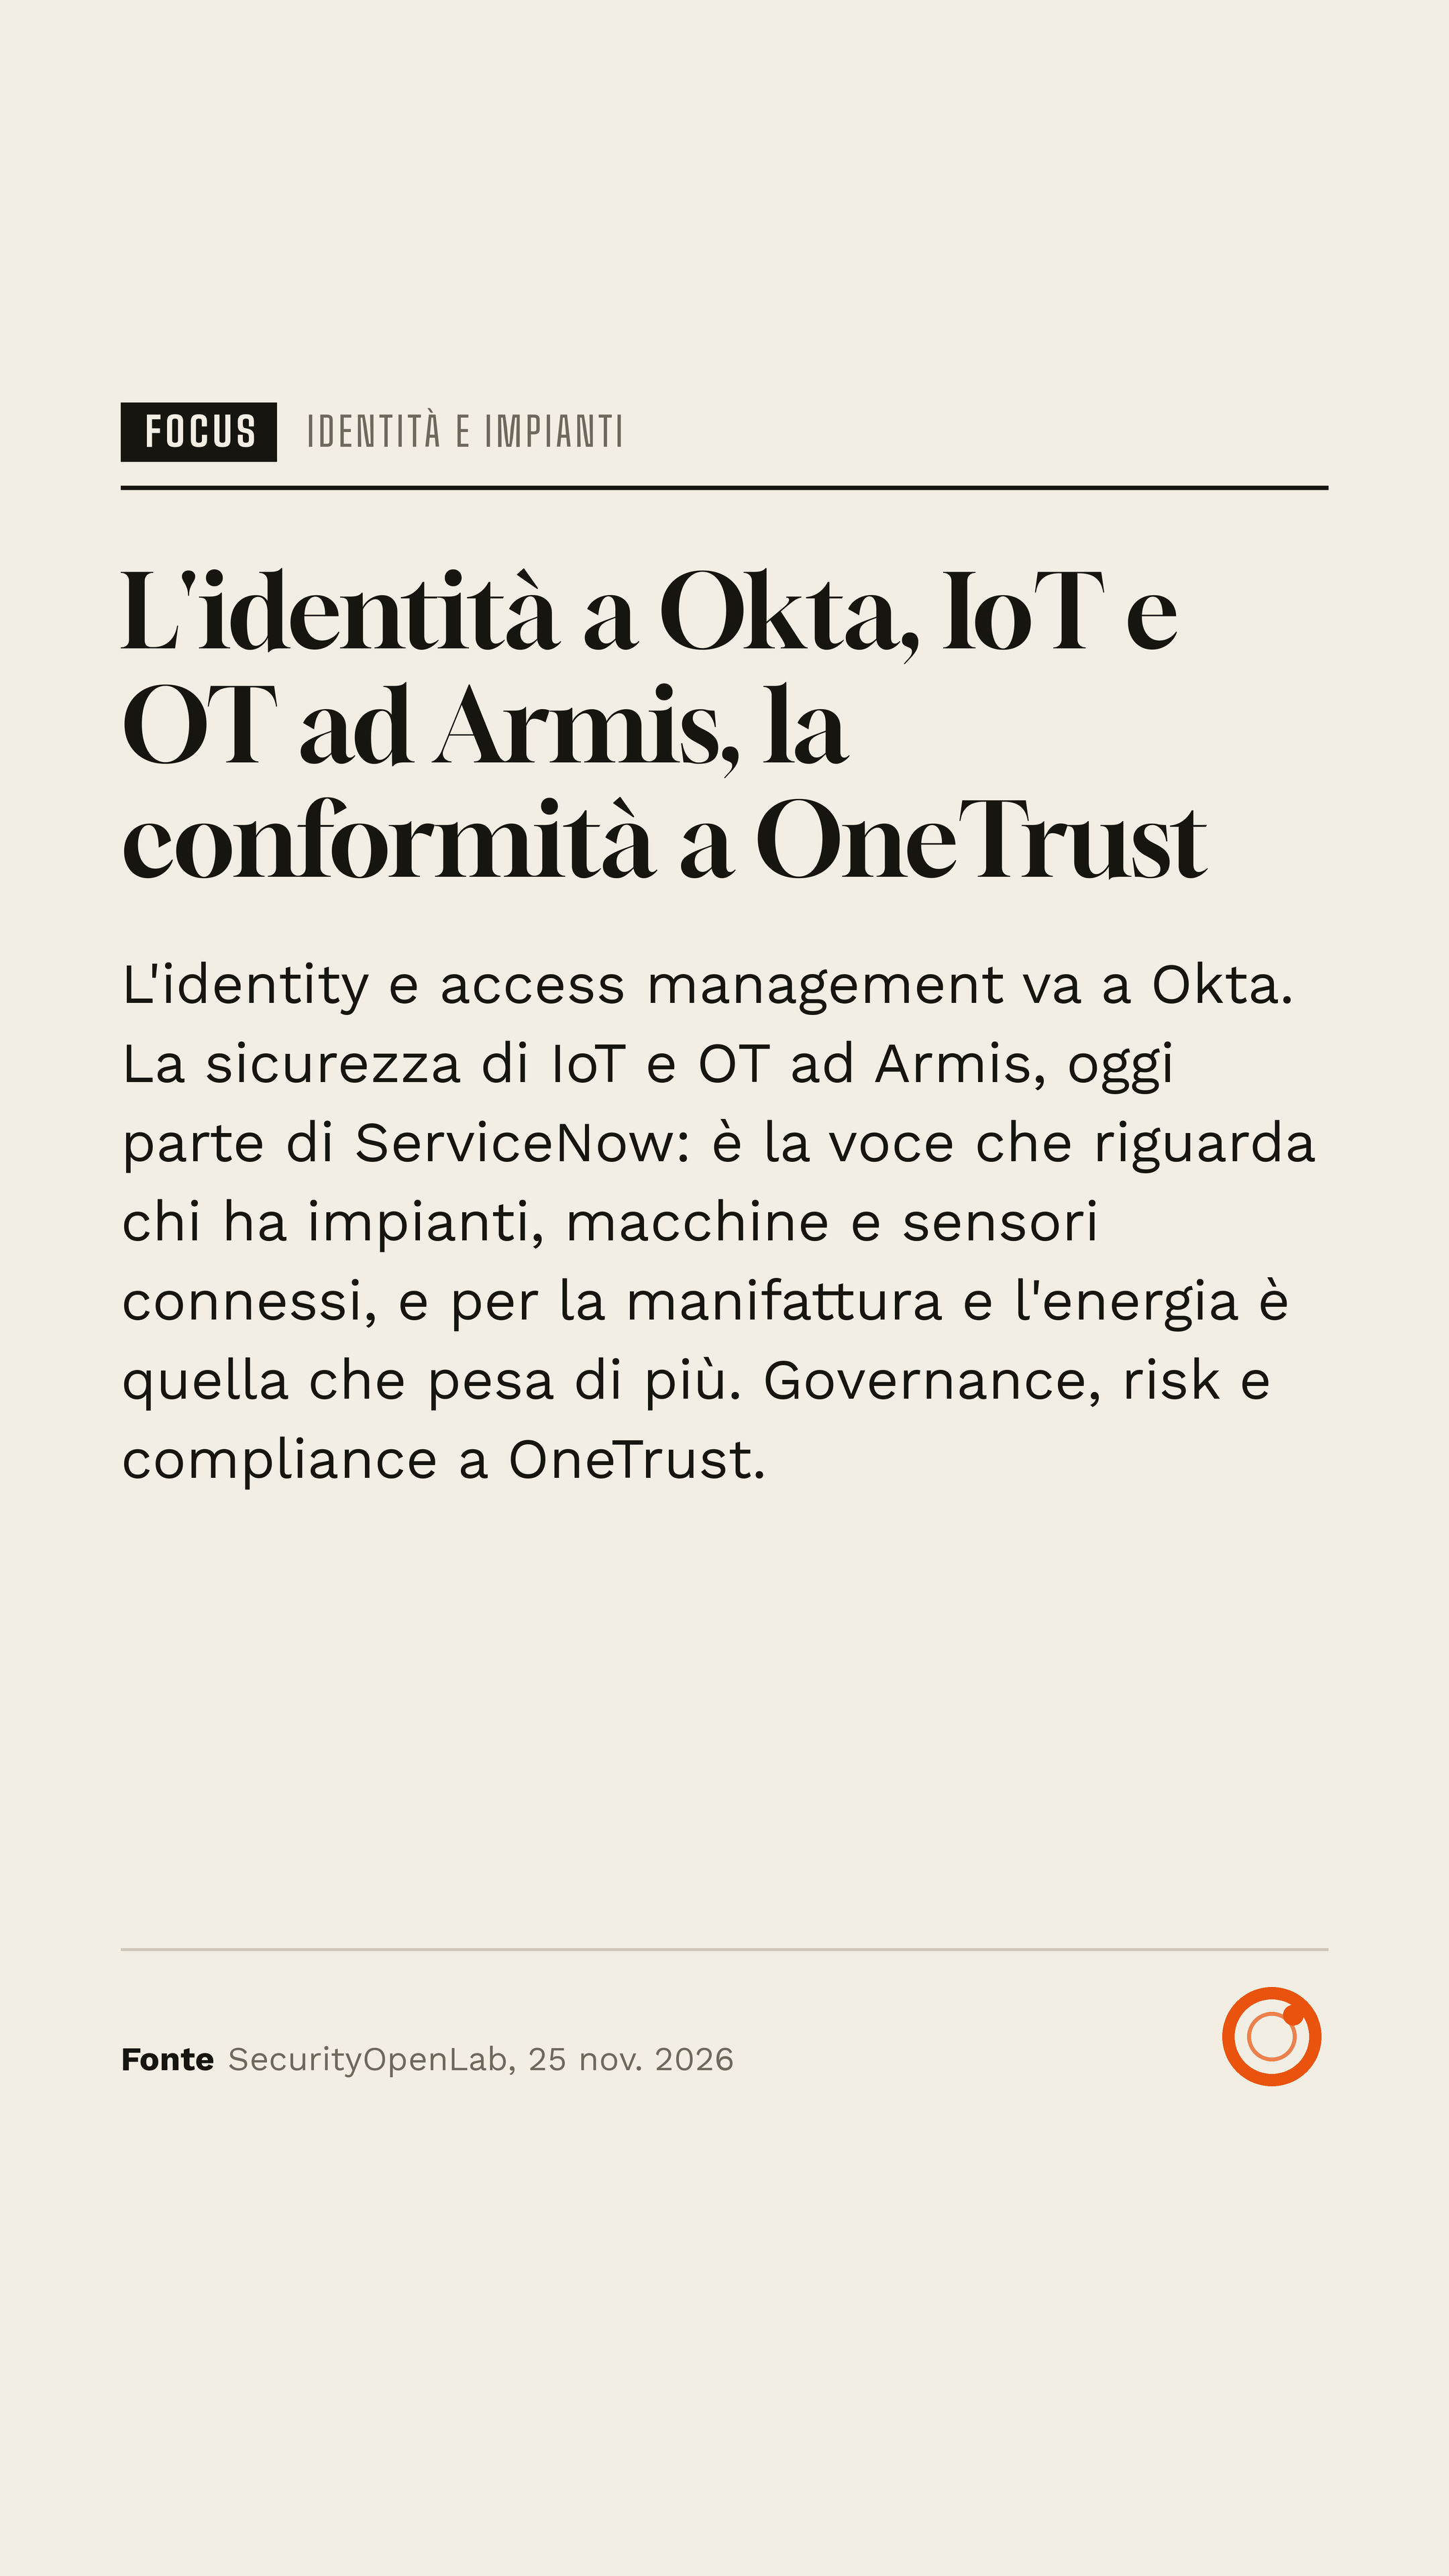 FOCUS IDENTITÀ E IMPIANTI
L'identità a Okta, IoT e
OT ad Armis, la
conformità a OneTrust
L'identity e access management va a Okta.
La sicurezza di IoT e OT ad Armis, oggi
parte di ServiceNow: è la voce che riguarda
chi ha impianti, macchine e sensori
connessi, e per la manifattura e l'energia è
quella che pesa di più. Governance, risk e
compliance a OneTrust.
Fonte SecurityOpenLab, 25 nov. 2026